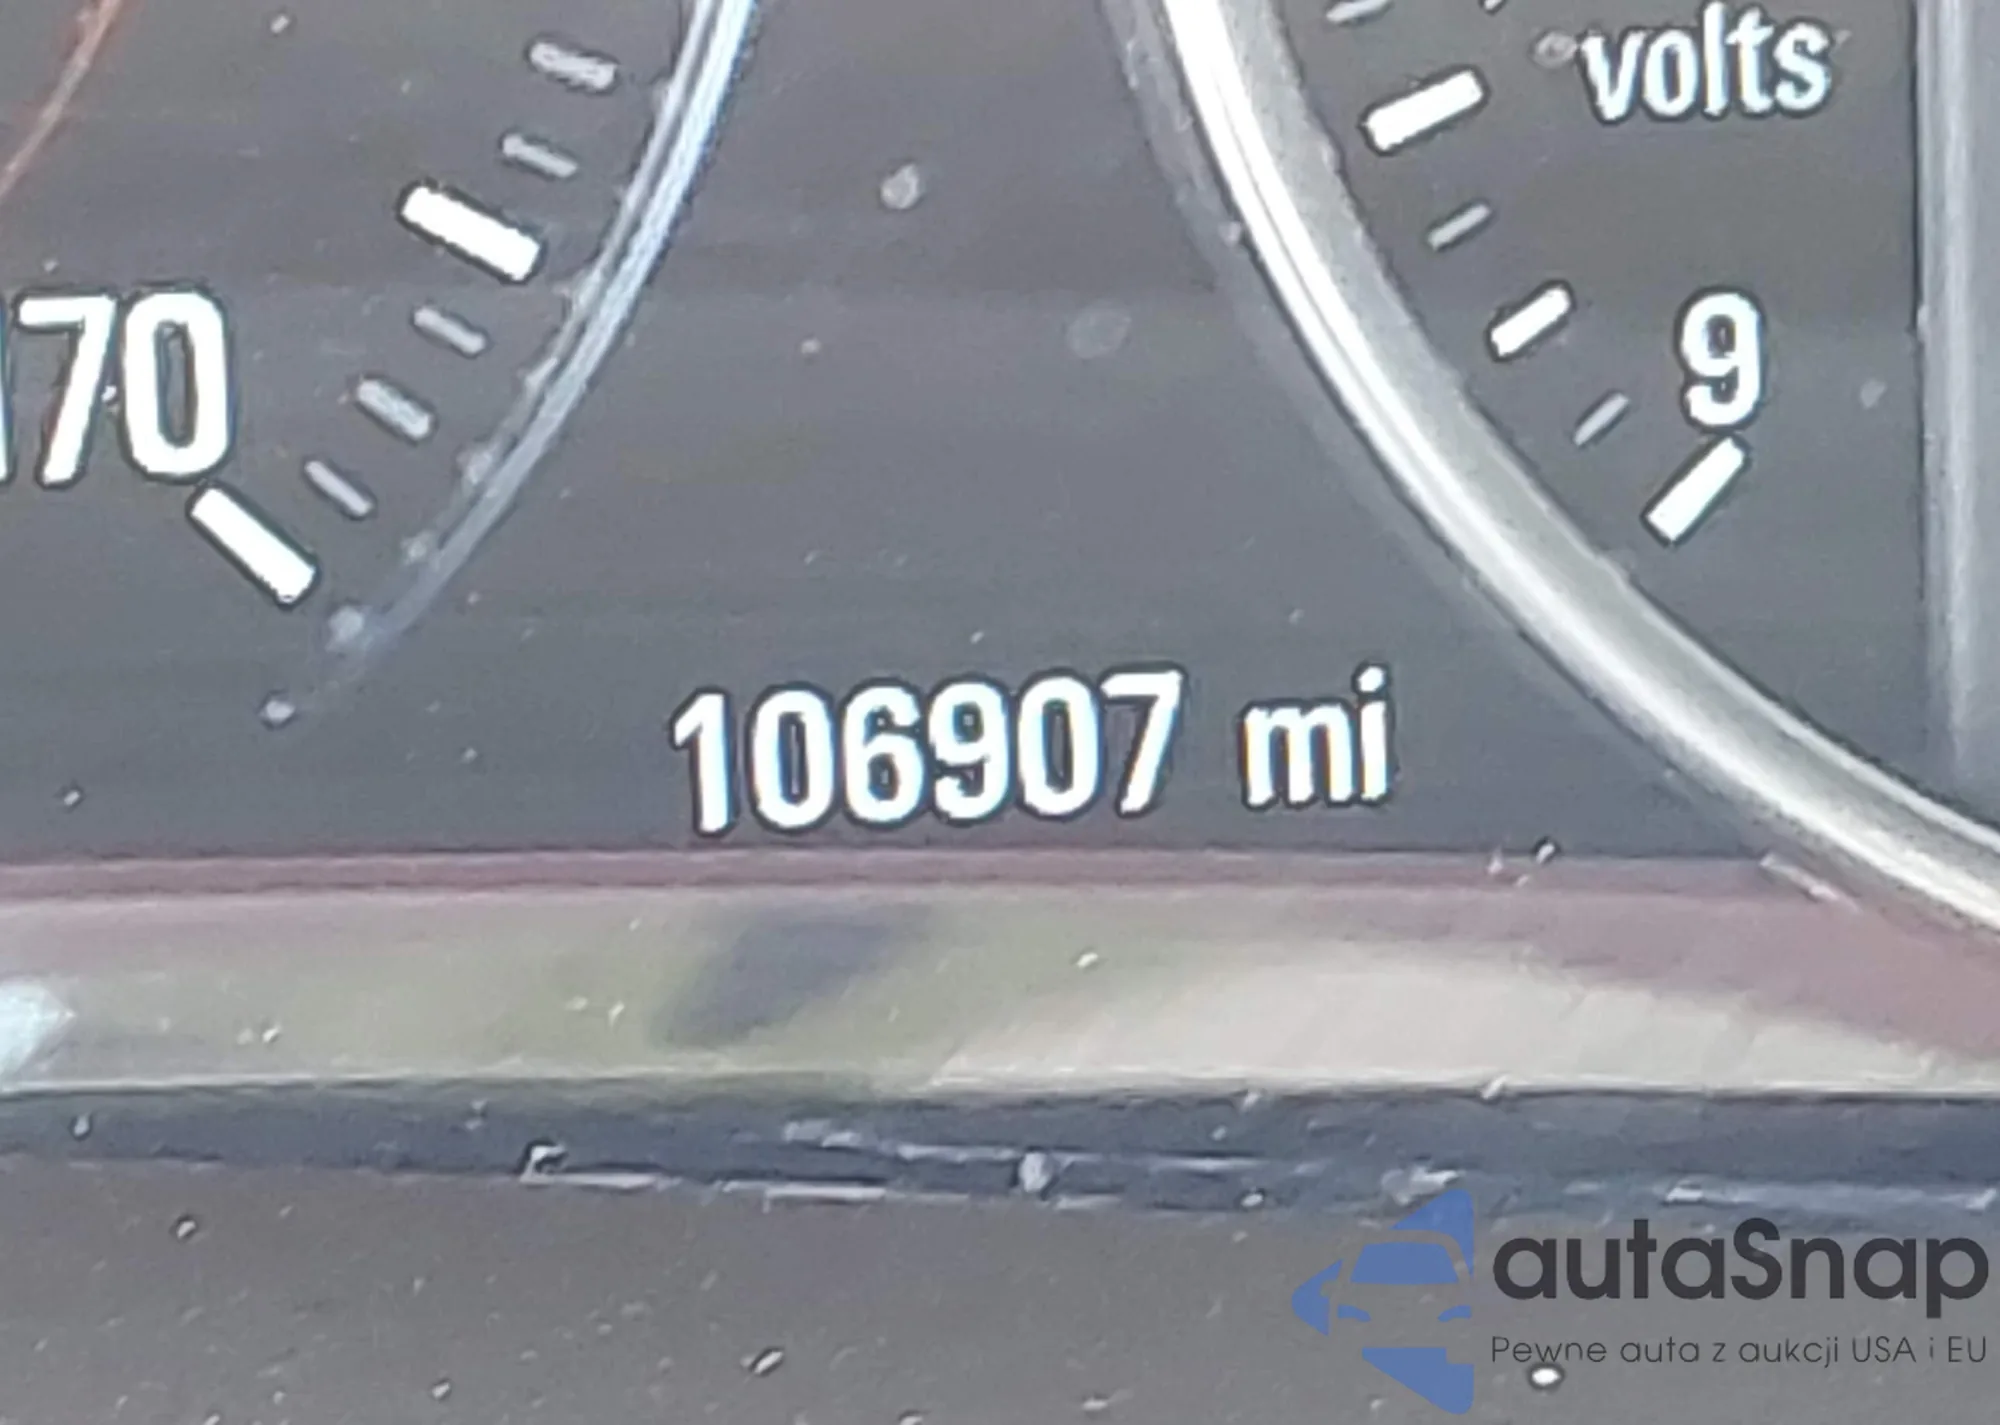 volts
170
9
106907 mi
autaSnap
Pewne auta z aukcji USA i EU